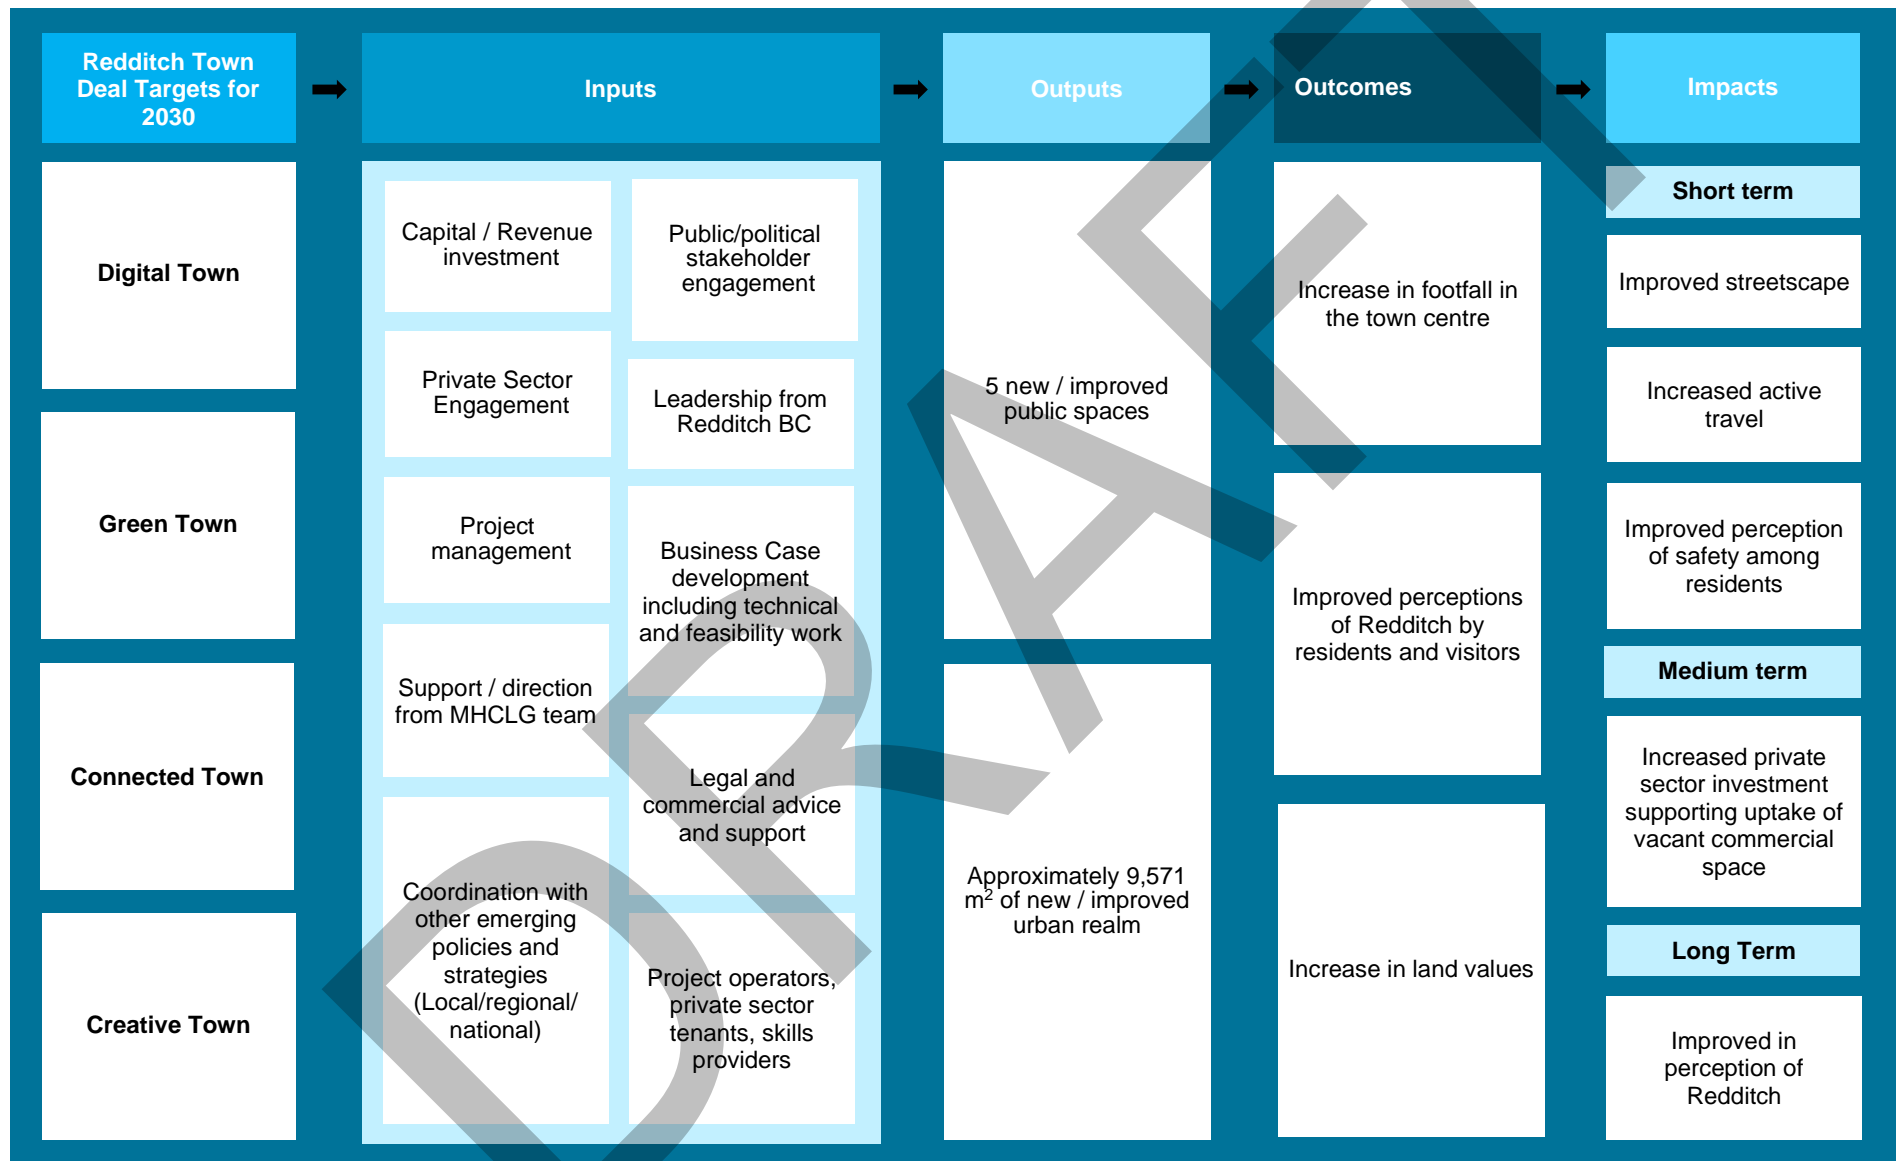 Redditch Town
Deal Targets for
2030
Inputs
Outputs
Outcomes
Impacts
Digital Town
Green Town
Connected Town
Creative Town
Capital / Revenue
investment
Private Sector
Engagement
Project
management
Support / direction
from MHCLG team
Coordination with
other emerging
policies and
strategies
(Local/regional/
national)
Public/political
stakeholder
engagement
Leadership from
Redditch BC
Business Case
development
including technical
and feasibility work
Legal and
commercial advice
and support
Project operators,
private sector
tenants, skills
providers
5 new / improved
public spaces
Approximately 9,571
m² of new / improved
urban realm
Increase in footfall in
the town centre
Improved perceptions
of Redditch by
residents and visitors
Increase in land values
Short term
Improved streetscape
Increased active
travel
Improved perception
of safety among
residents
Medium term
Increased private
sector investment
supporting uptake of
vacant commercial
space
Long Term
Improved in
perception of
Redditch
DRAFT